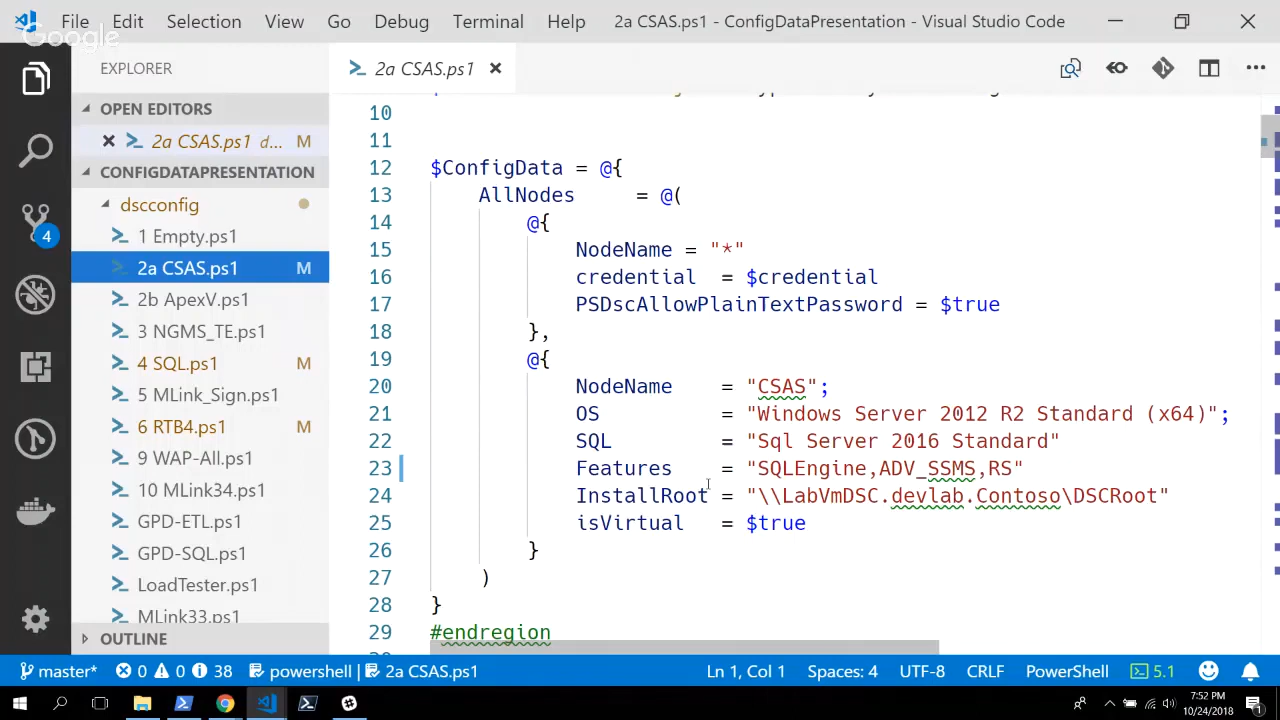 File Edit Selection View Go Debug Terminal Help 2a CSAS.ps1 - ConfigDataPresentation - Visual Studio Code
Google
EXPLORER
2a CSAS.ps1
OPEN EDITORS
2a CSAS.ps1 d... M
CONFIGDATAPRESENTATION
dscconfig
1 Empty.ps1
2a CSAS.ps1 M
2b ApexV.ps1
3 NGMS_TE.ps1
4 SQL.ps1 M
5 MLink_Sign.ps1
6 RTB4.ps1 M
9 WAP-All.ps1
10 MLink34.ps1
GPD-ETL.ps1
GPD-SQL.ps1
LoadTester.ps1
MLink33.ps1
OUTLINE
4
10
11
12 $ConfigData = @{
13 AllNodes = @(
14 @{
15 NodeName = "*"
16 credential = $credential
17 PSDscAllowPlainTextPassword = $true
18 },
19 @{
20 NodeName = "CSAS";
21 OS = "Windows Server 2012 R2 Standard (x64)";
22 SQL = "Sql Server 2016 Standard"
23 Features = "SQLEngine,ADV_SSMS,RS"
24 InstallRoot = "\\LabVmDSC.devlab.Contoso\DSCRoot"
25 isVirtual = $true
26 }
27 )
28 }
29 #endregion
master* 0 0 38 powershell | 2a CSAS.ps1 Ln 1, Col 1 Spaces: 4 UTF-8 CRLF PowerShell 5.1
7:52 PM
10/24/2018
1